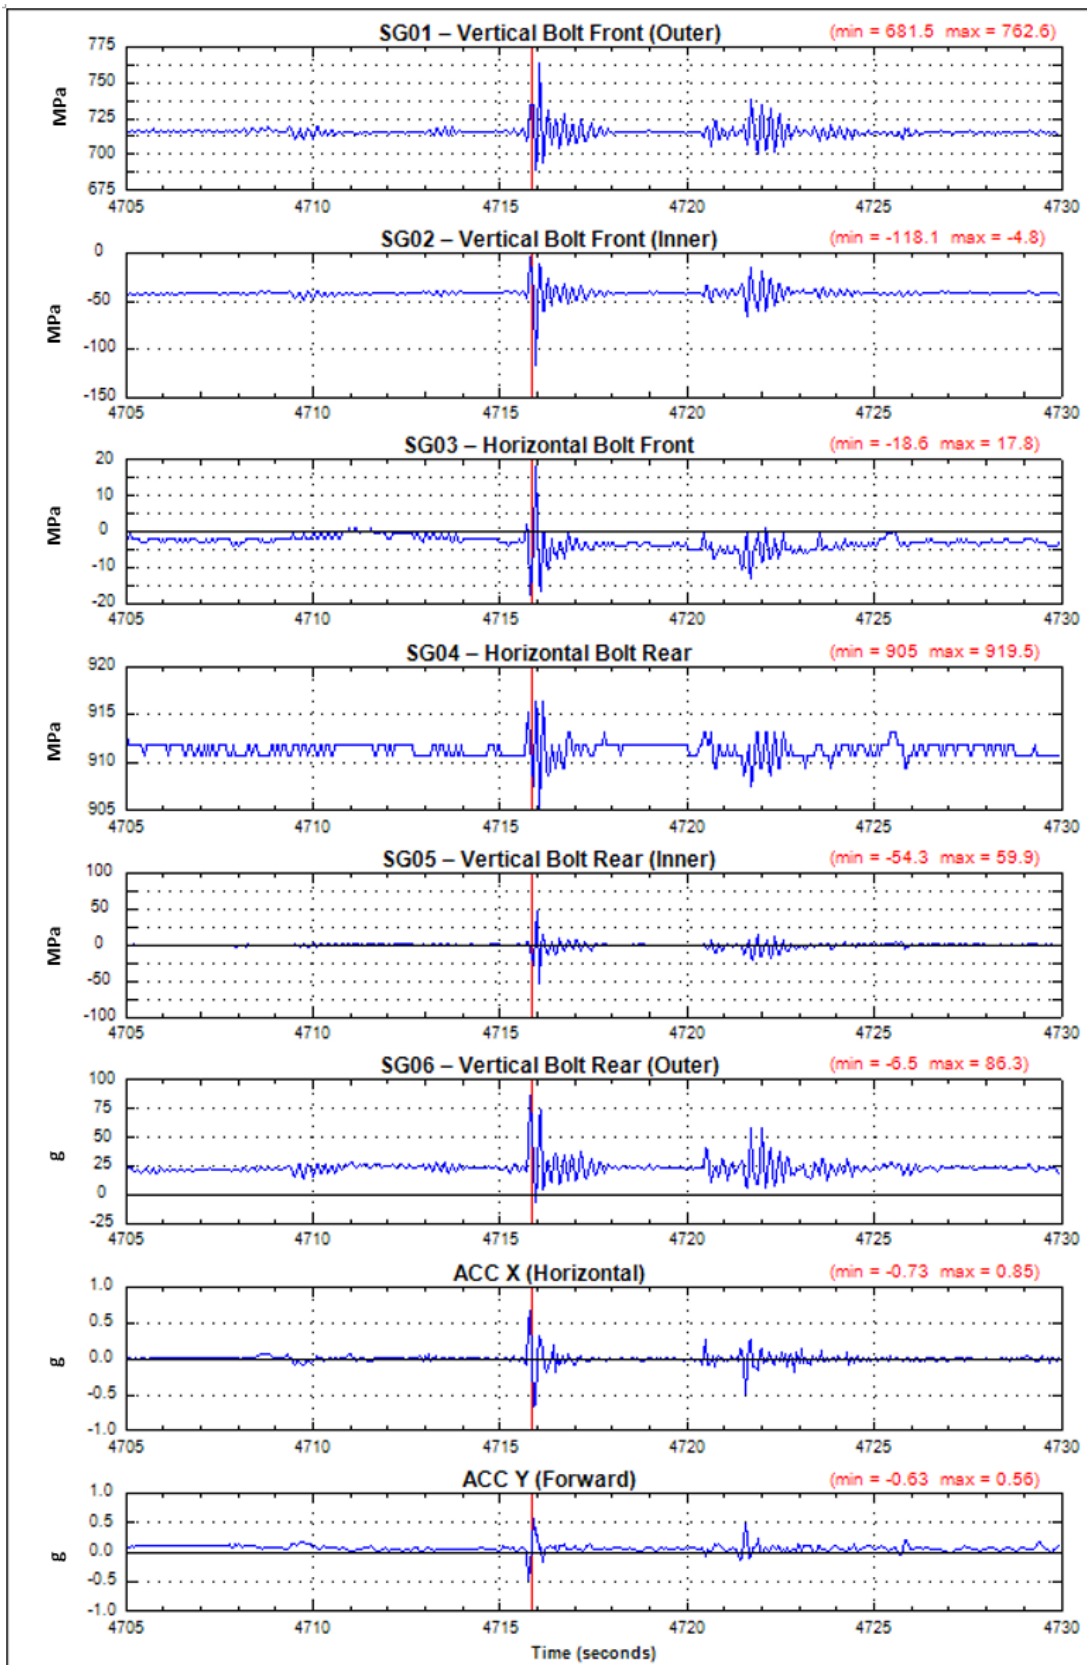 SG01 – Vertical Bolt Front (Outer) (min = 681.5 max = 762.6)
775
750
725
700
675
MPa
4705 4710 4715 4720 4725 4730
SG02 – Vertical Bolt Front (Inner) (min = -118.1 max = -4.8)
0
-50
-100
-150
MPa
4705 4710 4715 4720 4725 4730
SG03 – Horizontal Bolt Front (min = -18.6 max = 17.8)
20
10
0
-10
-20
MPa
4705 4710 4715 4720 4725 4730
SG04 – Horizontal Bolt Rear (min = 905 max = 919.5)
920
915
910
905
MPa
4705 4710 4715 4720 4725 4730
SG05 – Vertical Bolt Rear (Inner) (min = -54.3 max = 59.9)
100
50
0
-50
-100
MPa
4705 4710 4715 4720 4725 4730
SG06 – Vertical Bolt Rear (Outer) (min = -6.5 max = 86.3)
100
75
50
25
0
-25
g
4705 4710 4715 4720 4725 4730
ACC X (Horizontal) (min = -0.73 max = 0.85)
1.0
0.5
0.0
-0.5
-1.0
g
4705 4710 4715 4720 4725 4730
ACC Y (Forward) (min = -0.63 max = 0.56)
1.0
0.5
0.0
-0.5
-1.0
g
4705 4710 4715 4720 4725 4730
Time (seconds)